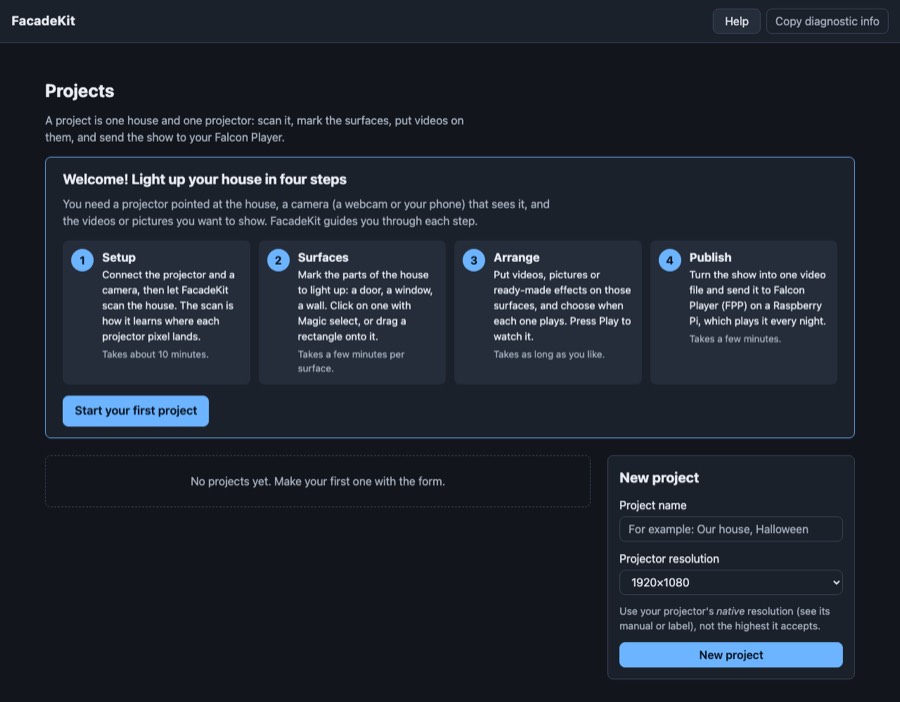 FacadeKit
Help
Copy diagnostic info
Projects
A project is one house and one projector: scan it, mark the surfaces, put videos on
them, and send the show to your Falcon Player.
Welcome! Light up your house in four steps
You need a projector pointed at the house, a camera (a webcam or your phone) that sees it, and
the videos or pictures you want to show. FacadeKit guides you through each step.
1
Setup
Connect the projector and a
camera, then let FacadeKit
scan the house. The scan is
how it learns where each
projector pixel lands.
Takes about 10 minutes.
2
Surfaces
Mark the parts of the house
to light up: a door, a window,
a wall. Click on one with
Magic select, or drag a
rectangle onto it.
Takes a few minutes per
surface.
3
Arrange
Put videos, pictures or
ready-made effects on those
surfaces, and choose when
each one plays. Press Play to
watch it.
Takes as long as you like.
4
Publish
Turn the show into one video
file and send it to Falcon
Player (FPP) on a Raspberry
Pi, which plays it every night.
Takes a few minutes.
Start your first project
No projects yet. Make your first one with the form.
New project
Project name
For example: Our house, Halloween
Projector resolution
1920×1080
Use your projector's native resolution (see its
manual or label), not the highest it accepts.
New project